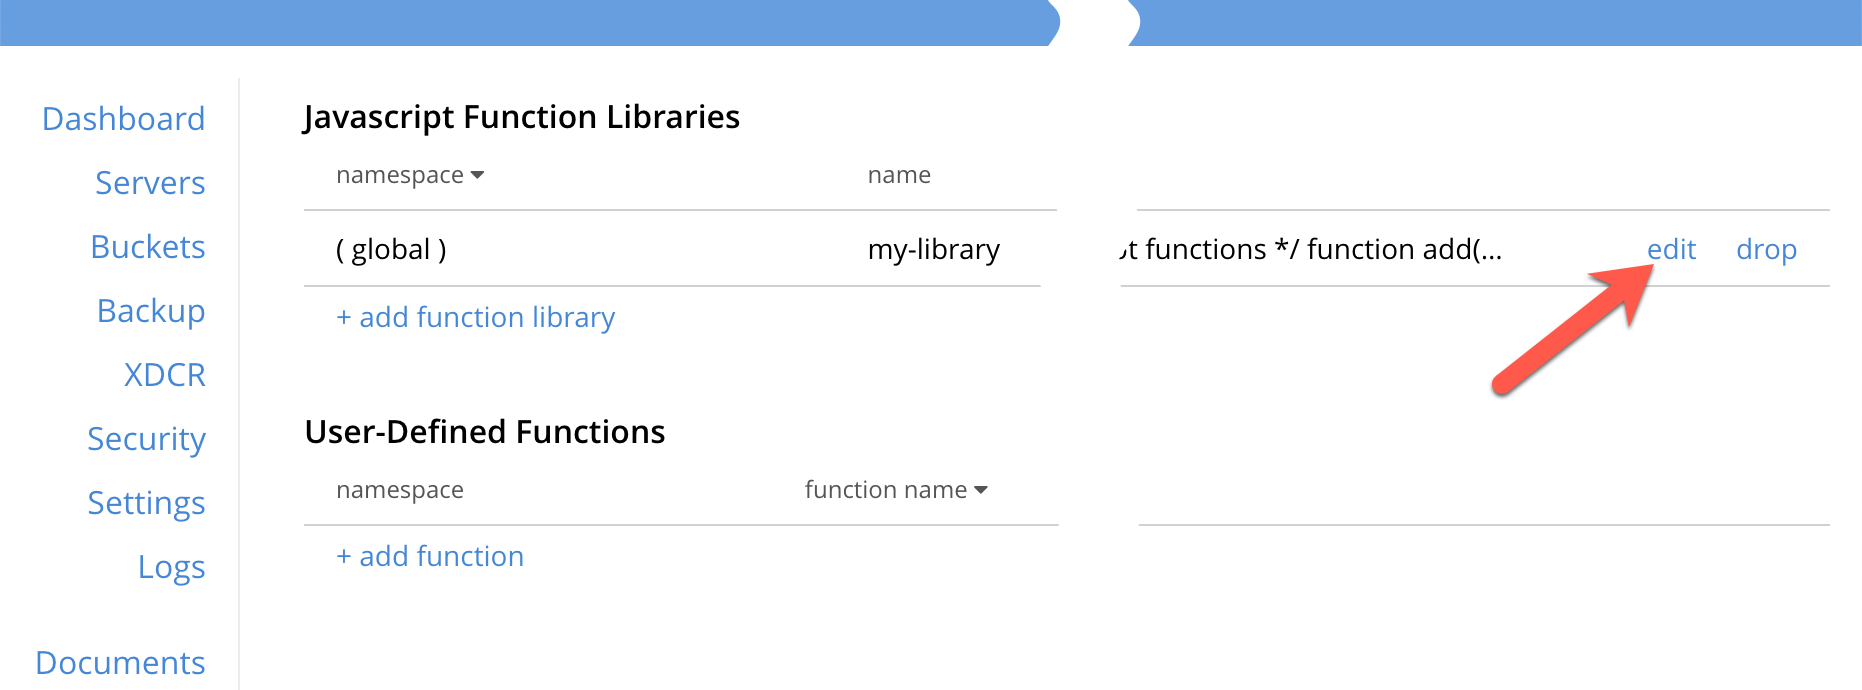 Dashboard
Servers
Buckets
Backup
XDCR
Security
Settings
Logs
Documents
Javascript Function Libraries
namespace name
( global ) my-library functions */ function add(... edit drop
+ add function library
User-Defined Functions
namespace function name
+ add function